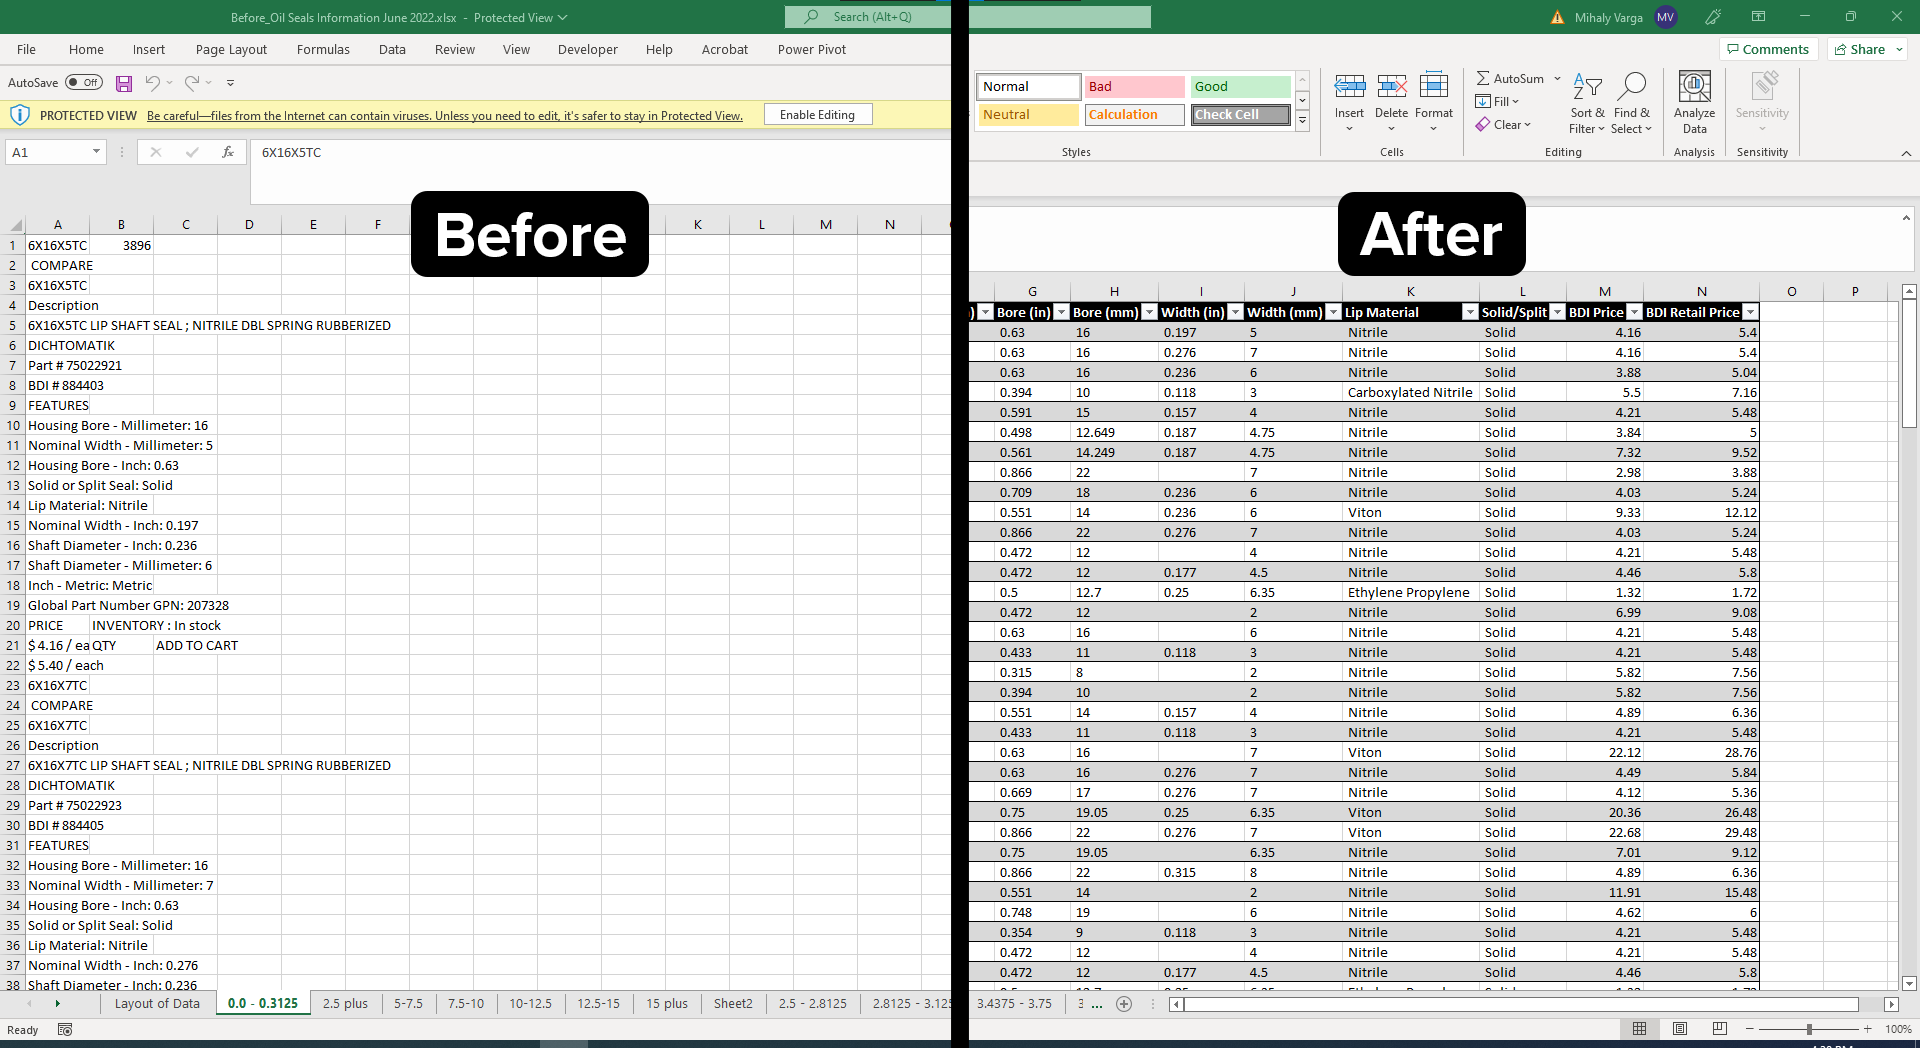 Before_Oil Seals Information June 2022.xlsx - Protected View
Search (Alt+Q)
Mihaly Varga MV
File Home Insert Page Layout Formulas Data Review View Developer Help Acrobat Power Pivot
Comments Share
AutoSave Off
PROTECTED VIEW Be careful—files from the Internet can contain viruses. Unless you need to edit, it's safer to stay in Protected View. Enable Editing
Normal Bad Good
Neutral Calculation Check Cell
Styles
Insert Delete Format
Cells
AutoSum
Fill
Clear
Sort & Filter
Find & Select
Editing
Analyze Data
Analysis
Sensitivity
Sensitivity
A1 fx 6X16X5TC
Before
After
A B C D E F K L M N
1 6X16X5TC 3896
2 COMPARE
3 6X16X5TC
4 Description
5 6X16X5TC LIP SHAFT SEAL ; NITRILE DBL SPRING RUBBERIZED
6 DICHTOMATIK
7 Part # 75022921
8 BDI # 884403
9 FEATURES
10 Housing Bore - Millimeter: 16
11 Nominal Width - Millimeter: 5
12 Housing Bore - Inch: 0.63
13 Solid or Split Seal: Solid
14 Lip Material: Nitrile
15 Nominal Width - Inch: 0.197
16 Shaft Diameter - Inch: 0.236
17 Shaft Diameter - Millimeter: 6
18 Inch - Metric: Metric
19 Global Part Number GPN: 207328
20 PRICE INVENTORY : In stock
21 $ 4.16 / ea QTY ADD TO CART
22 $ 5.40 / each
23 6X16X7TC
24 COMPARE
25 6X16X7TC
26 Description
27 6X16X7TC LIP SHAFT SEAL ; NITRILE DBL SPRING RUBBERIZED
28 DICHTOMATIK
29 Part # 75022923
30 BDI # 884405
31 FEATURES
32 Housing Bore - Millimeter: 16
33 Nominal Width - Millimeter: 7
34 Housing Bore - Inch: 0.63
35 Solid or Split Seal: Solid
36 Lip Material: Nitrile
37 Nominal Width - Inch: 0.276
38 Shaft Diameter - Inch: 0.236
G H I J K L M N O P
) Bore (in) Bore (mm) Width (in) Width (mm) Lip Material Solid/Split BDI Price BDI Retail Price
0.63 16 0.197 5 Nitrile Solid 4.16 5.4
0.63 16 0.276 7 Nitrile Solid 4.16 5.4
0.63 16 0.236 6 Nitrile Solid 3.88 5.04
0.394 10 0.118 3 Carboxylated Nitrile Solid 5.5 7.16
0.591 15 0.157 4 Nitrile Solid 4.21 5.48
0.498 12.649 0.187 4.75 Nitrile Solid 3.84 5
0.561 14.249 0.187 4.75 Nitrile Solid 7.32 9.52
0.866 22 7 Nitrile Solid 2.98 3.88
0.709 18 0.236 6 Nitrile Solid 4.03 5.24
0.551 14 0.236 6 Viton Solid 9.33 12.12
0.866 22 0.276 7 Nitrile Solid 4.03 5.24
0.472 12 4 Nitrile Solid 4.21 5.48
0.472 12 0.177 4.5 Nitrile Solid 4.46 5.8
0.5 12.7 0.25 6.35 Ethylene Propylene Solid 1.32 1.72
0.472 12 2 Nitrile Solid 6.99 9.08
0.63 16 6 Nitrile Solid 4.21 5.48
0.433 11 0.118 3 Nitrile Solid 4.21 5.48
0.315 8 2 Nitrile Solid 5.82 7.56
0.394 10 2 Nitrile Solid 5.82 7.56
0.551 14 0.157 4 Nitrile Solid 4.89 6.36
0.433 11 0.118 3 Nitrile Solid 4.21 5.48
0.63 16 7 Viton Solid 22.12 28.76
0.63 16 0.276 7 Nitrile Solid 4.49 5.84
0.669 17 0.276 7 Nitrile Solid 4.12 5.36
0.75 19.05 0.25 6.35 Viton Solid 20.36 26.48
0.866 22 0.276 7 Viton Solid 22.68 29.48
0.75 19.05 6.35 Nitrile Solid 7.01 9.12
0.866 22 0.315 8 Nitrile Solid 4.89 6.36
0.551 14 2 Nitrile Solid 11.91 15.48
0.748 19 6 Nitrile Solid 4.62 6
0.354 9 0.118 3 Nitrile Solid 4.21 5.48
0.472 12 4 Nitrile Solid 4.21 5.48
0.472 12 0.177 4.5 Nitrile Solid 4.46 5.8
Layout of Data 0.0 - 0.3125 2.5 plus 5-7.5 7.5-10 10-12.5 12.5-15 15 plus Sheet2 2.5 - 2.8125 2.8125 - 3.125 3.4375 - 3.75 3 ...
Ready 100%